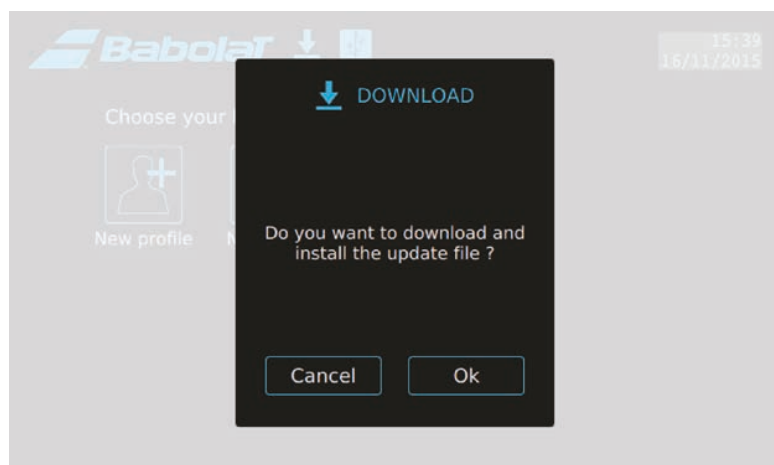 BaboIaT
15:39
16/11/2015
Choose your
New profile
N
DOWNLOAD
Do you want to download and
install the update file ?
Cancel
Ok